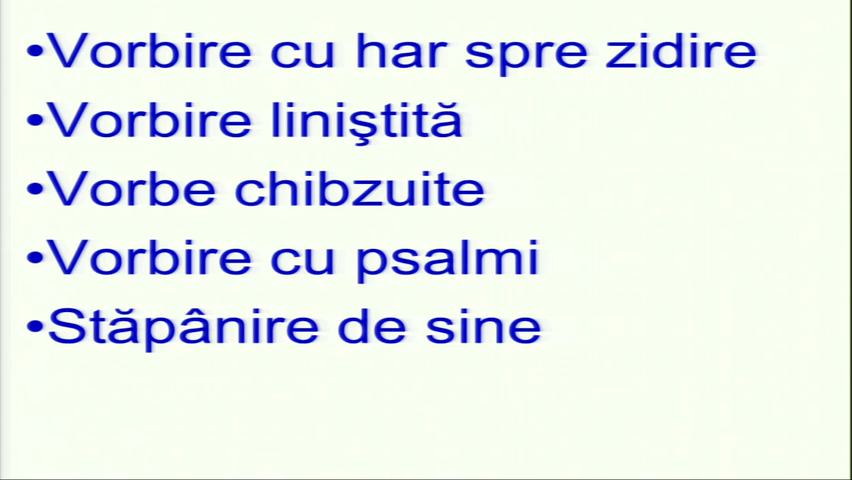 •Vorbire cu har spre zidire
•Vorbire liniştită
•Vorbe chibzuite
•Vorbire cu psalmi
•Stăpânire de sine